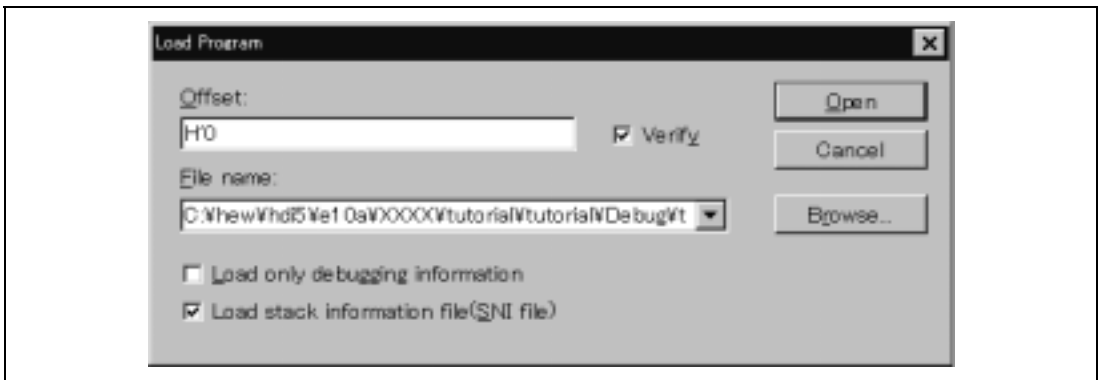 Load Program
Offset:
H'0
Verify
Open
Cancel
File name:
C:¥hew¥hdi5¥e10a¥XXXX¥tutorial¥tutorial¥Debug¥t
Browse...
Load only debugging information
Load stack information file(SNI file)